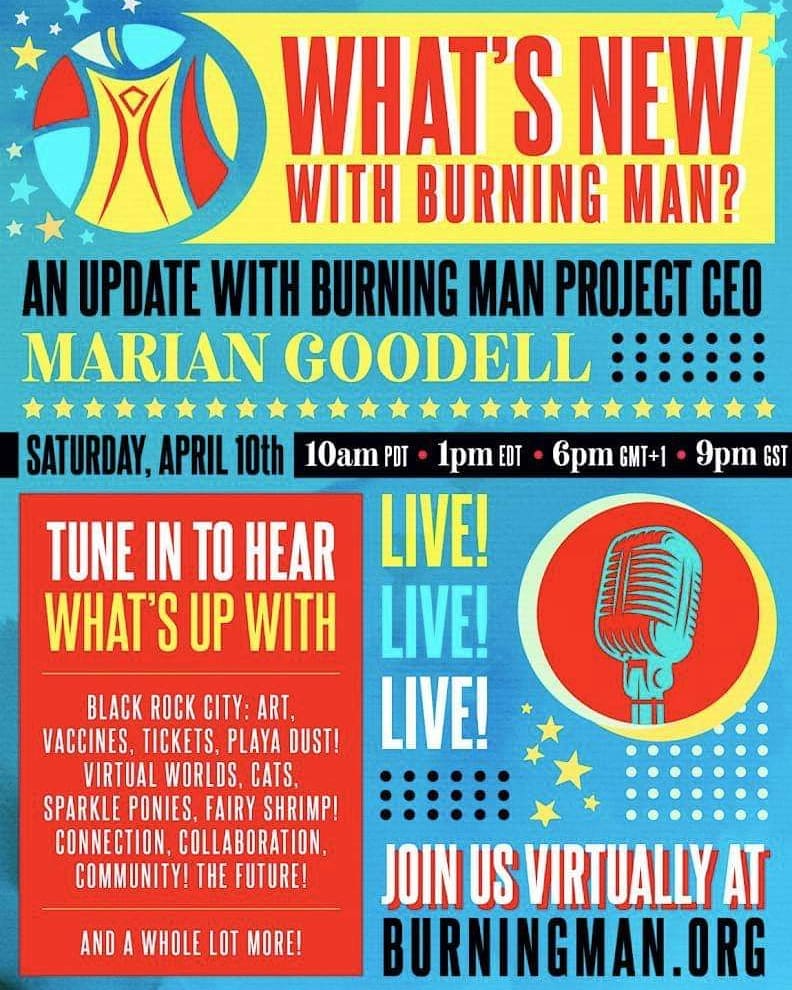 WHAT'S NEW
WITH BURNING MAN?
AN UPDATE WITH BURNING MAN PROJECT CEO
MARIAN GOODELL
SATURDAY, APRIL 10th 10am PDT • 1pm EDT • 6pm GMT+1 • 9pm GST
TUNE IN TO HEAR
WHAT'S UP WITH
BLACK ROCK CITY: ART,
VACCINES, TICKETS, PLAYA DUST!
VIRTUAL WORLDS, CATS,
SPARKLE PONIES, FAIRY SHRIMP!
CONNECTION, COLLABORATION,
COMMUNITY! THE FUTURE!
AND A WHOLE LOT MORE!
LIVE!
LIVE!
LIVE!
JOIN US VIRTUALLY AT
BURNINGMAN.ORG